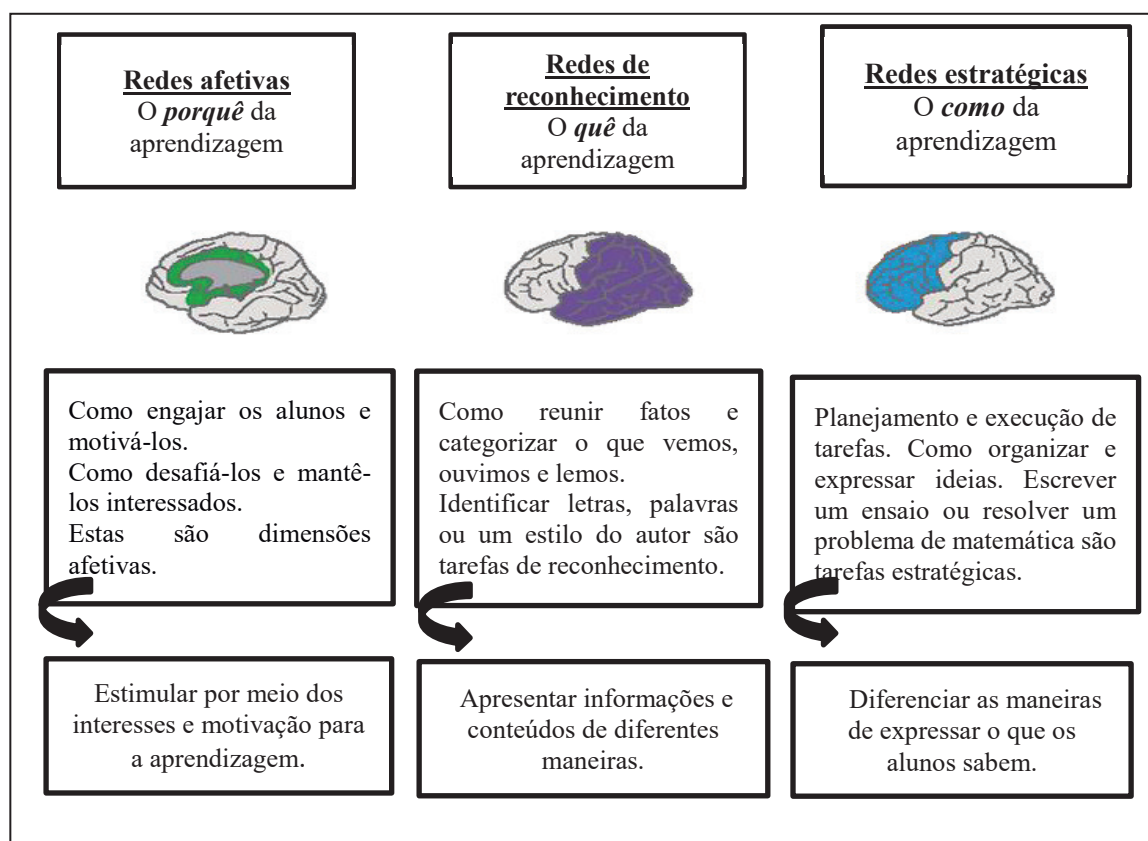 Redes afetivas
O porquê da
aprendizagem
Redes de
reconhecimento
O quê da
aprendizagem
Redes estratégicas
O como da
aprendizagem
Como engajar os alunos e
motivá-los.
Como desafiá-los e mantê-
los interessados.
Estas são dimensões
afetivas.
Como reunir fatos e
categorizar o que vemos,
ouvimos e lemos.
Identificar letras, palavras
ou um estilo do autor são
tarefas de reconhecimento.
Planejamento e execução de
tarefas. Como organizar e
expressar ideias. Escrever
um ensaio ou resolver um
problema de matemática são
tarefas estratégicas.
Estimular por meio dos
interesses e motivação para
a aprendizagem.
Apresentar informações e
conteúdos de diferentes
maneiras.
Diferenciar as maneiras
de expressar o que os
alunos sabem.